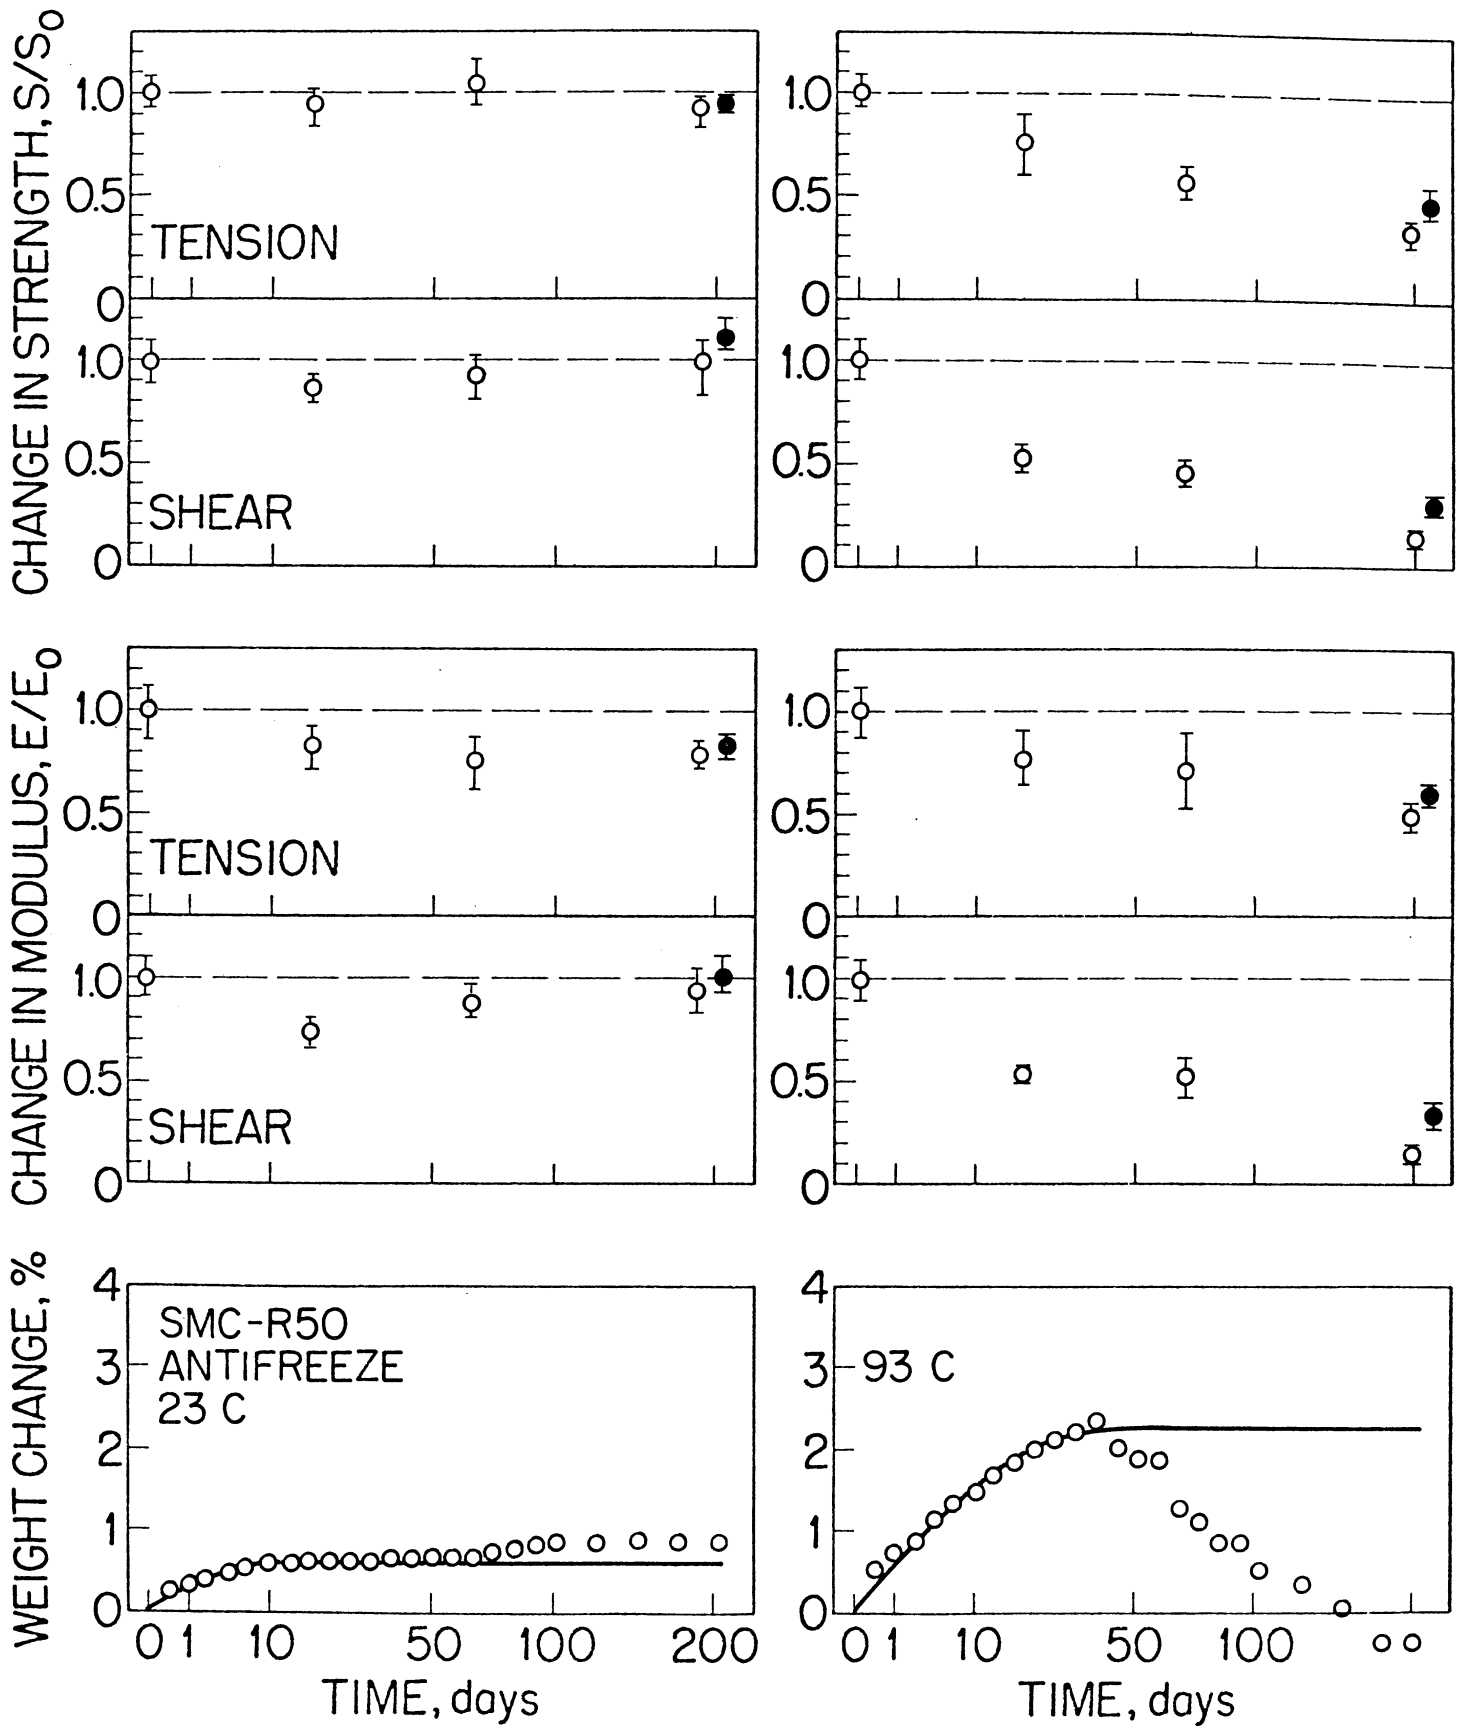 CHANGE IN STRENGTH, S/S0
1.0
0.5
TENSION
0
1.0
0.5
SHEAR
0
1.0
0.5
0
1.0
0.5
0
CHANGE IN MODULUS, E/E0
1.0
0.5
TENSION
0
1.0
0.5
SHEAR
0
1.0
0.5
0
1.0
0.5
0
WEIGHT CHANGE, %
4
3
2
1
0
SMC-R50
ANTIFREEZE
23 C
0 1 10 50 100 200
TIME, days
4
3
2
1
0
93 C
0 1 10 50 100
TIME, days